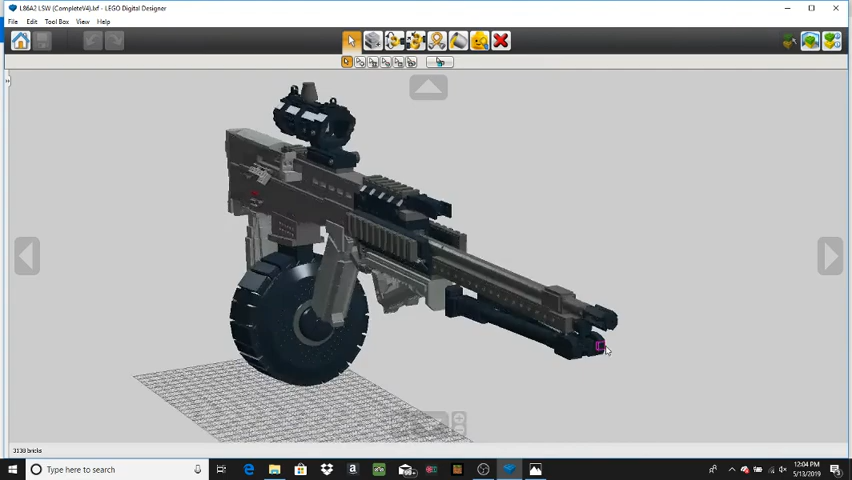 L86A2 LSW (CompleteV4).lxf - LEGO Digital Designer
File Edit Tool Box View Help
3138 bricks
Type here to search
12:04 PM
5/13/2019